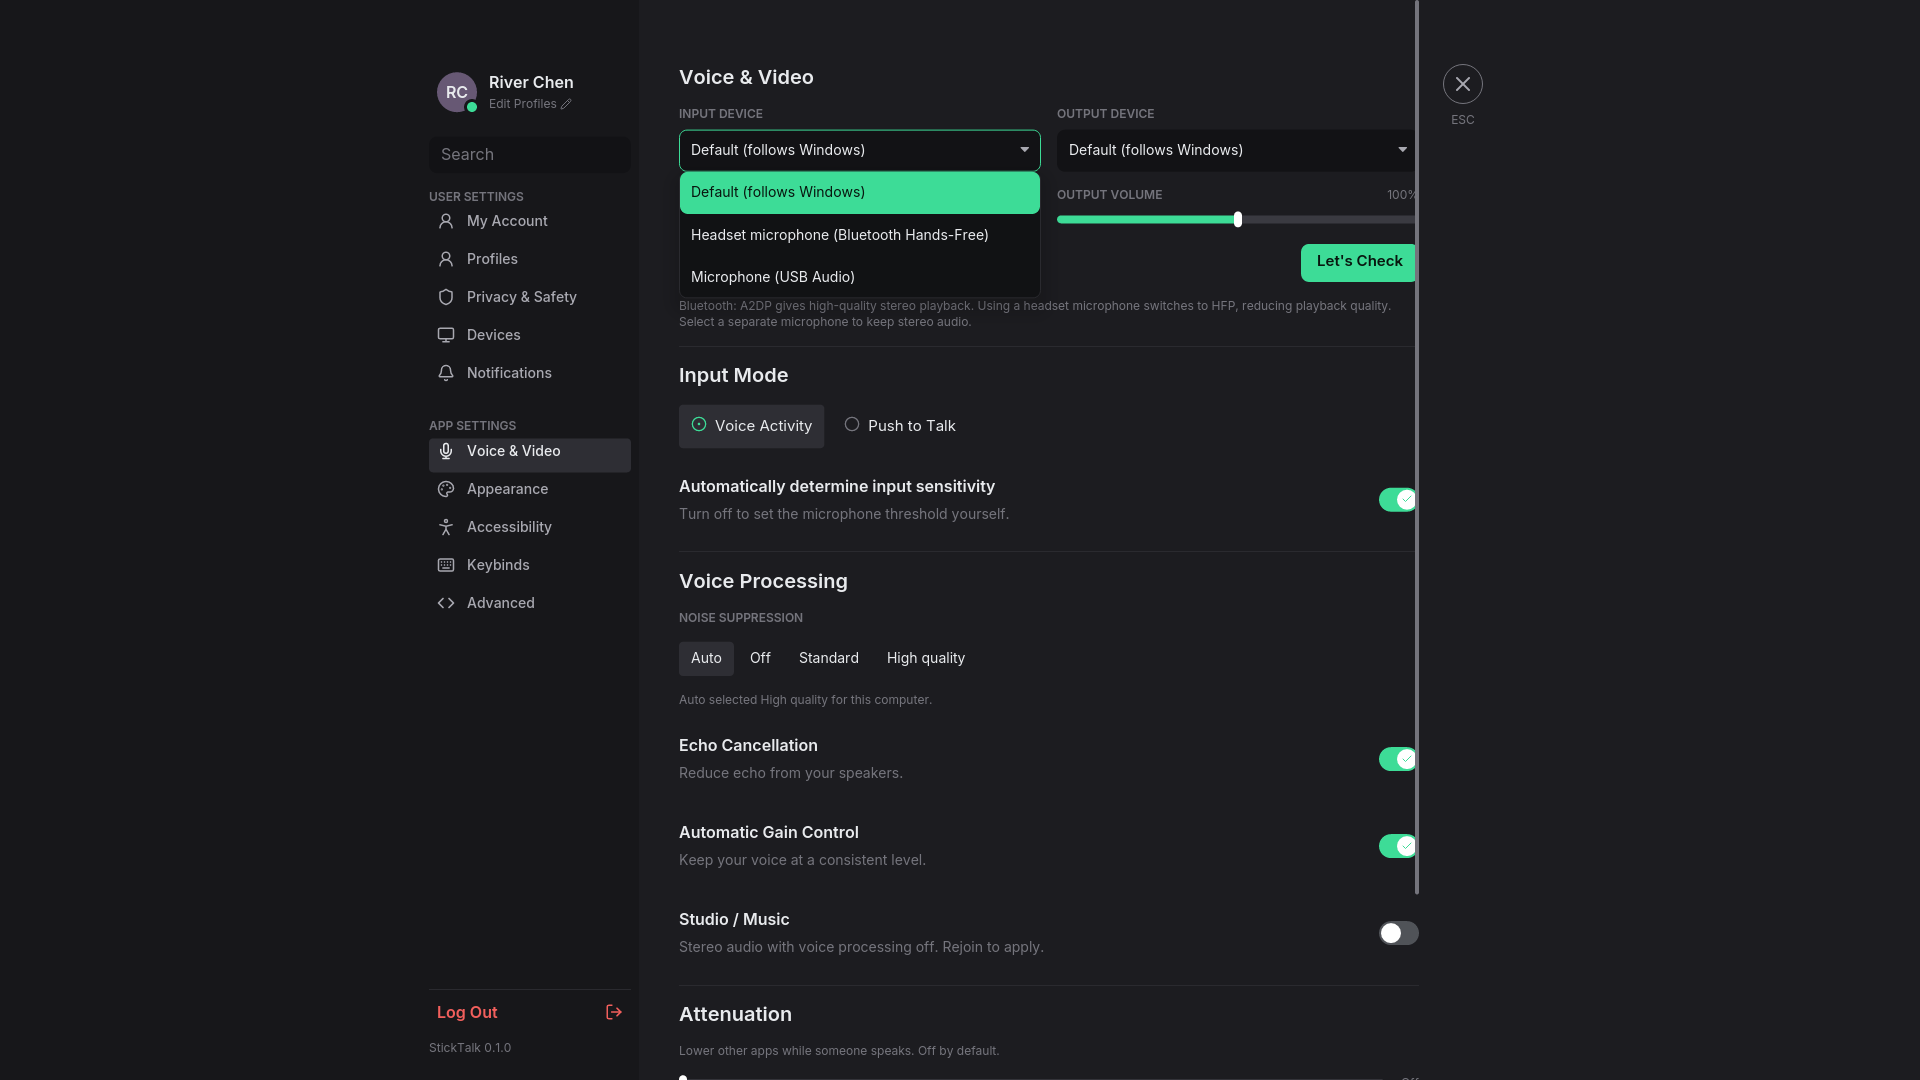 River Chen
Edit Profiles
RC
Search
USER SETTINGS
My Account
Profiles
Privacy & Safety
Devices
Notifications
APP SETTINGS
Voice & Video
Appearance
Accessibility
Keybinds
Advanced
Log Out
StickTalk 0.1.0
Voice & Video
INPUT DEVICE
Default (follows Windows)
Default (follows Windows)
Headset microphone (Bluetooth Hands-Free)
Microphone (USB Audio)
OUTPUT DEVICE
Default (follows Windows)
OUTPUT VOLUME
100%
Let's Check
Bluetooth: A2DP gives high-quality stereo playback. Using a headset microphone switches to HFP, reducing playback quality.
Select a separate microphone to keep stereo audio.
Input Mode
Voice Activity
Push to Talk
Automatically determine input sensitivity
Turn off to set the microphone threshold yourself.
Voice Processing
NOISE SUPPRESSION
Auto
Off
Standard
High quality
Auto selected High quality for this computer.
Echo Cancellation
Reduce echo from your speakers.
Automatic Gain Control
Keep your voice at a consistent level.
Studio / Music
Stereo audio with voice processing off. Rejoin to apply.
Attenuation
Lower other apps while someone speaks. Off by default.
ESC